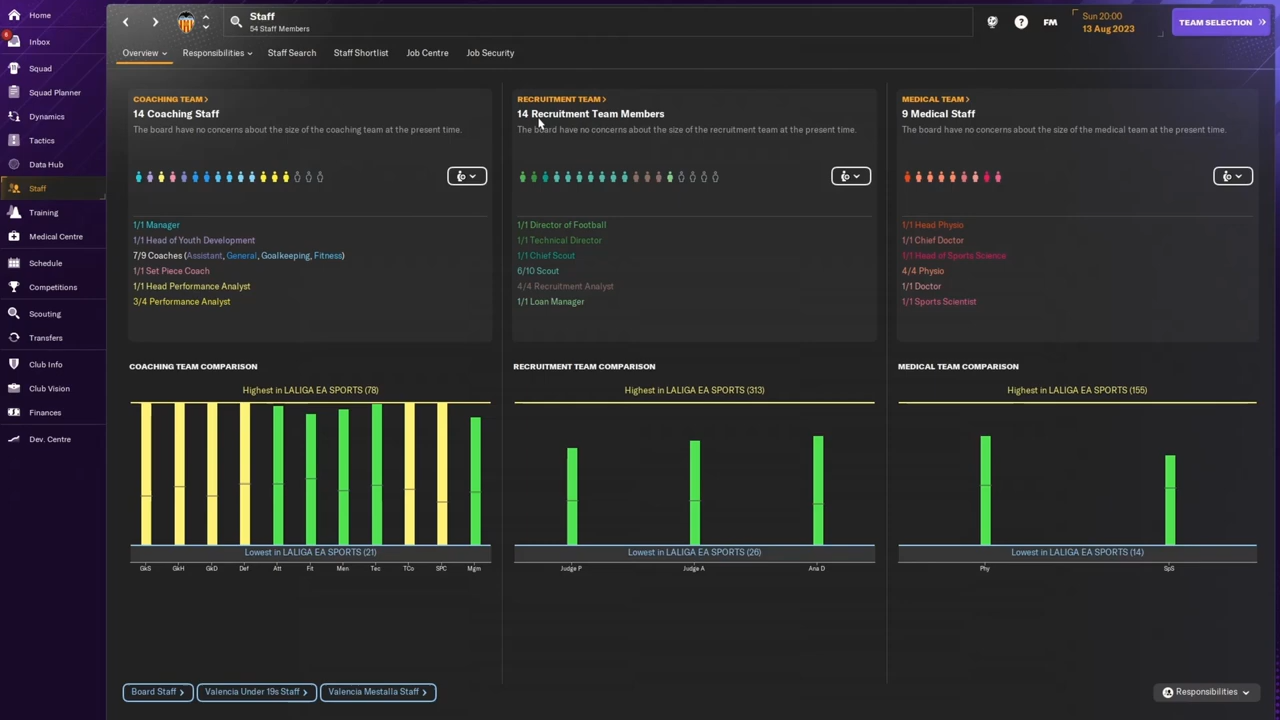 Home
6
Inbox
Squad
Squad Planner
Dynamics
Tactics
Data Hub
Staff
Training
Medical Centre
Schedule
Competitions
Scouting
Transfers
Club Info
Club Vision
Finances
Dev. Centre
Staff
54 Staff Members
?
FM
Sun 20:00
13 Aug 2023
TEAM SELECTION
Overview
Responsibilities
Staff Search
Staff Shortlist
Job Centre
Job Security
COACHING TEAM >
14 Coaching Staff
The board have no concerns about the size of the coaching team at the present time.
1/1 Manager
1/1 Head of Youth Development
7/9 Coaches (Assistant, General, Goalkeeping, Fitness)
1/1 Set Piece Coach
1/1 Head Performance Analyst
3/4 Performance Analyst
RECRUITMENT TEAM >
14 Recruitment Team Members
The board have no concerns about the size of the recruitment team at the present time.
1/1 Director of Football
1/1 Technical Director
1/1 Chief Scout
6/10 Scout
4/4 Recruitment Analyst
1/1 Loan Manager
MEDICAL TEAM >
9 Medical Staff
The board have no concerns about the size of the medical team at the present time.
1/1 Head Physio
1/1 Chief Doctor
1/1 Head of Sports Science
4/4 Physio
1/1 Doctor
1/1 Sports Scientist
COACHING TEAM COMPARISON
Highest in LALIGA EA SPORTS (78)
Lowest in LALIGA EA SPORTS (21)
GkS GkH GkD Def Att Fit Men Tec TCo SPC Mgm
RECRUITMENT TEAM COMPARISON
Highest in LALIGA EA SPORTS (313)
Lowest in LALIGA EA SPORTS (26)
Judge P Judge A Ana D
MEDICAL TEAM COMPARISON
Highest in LALIGA EA SPORTS (155)
Lowest in LALIGA EA SPORTS (14)
Phy SpS
Board Staff >
Valencia Under 19s Staff >
Valencia Mestalla Staff >
Responsibilities